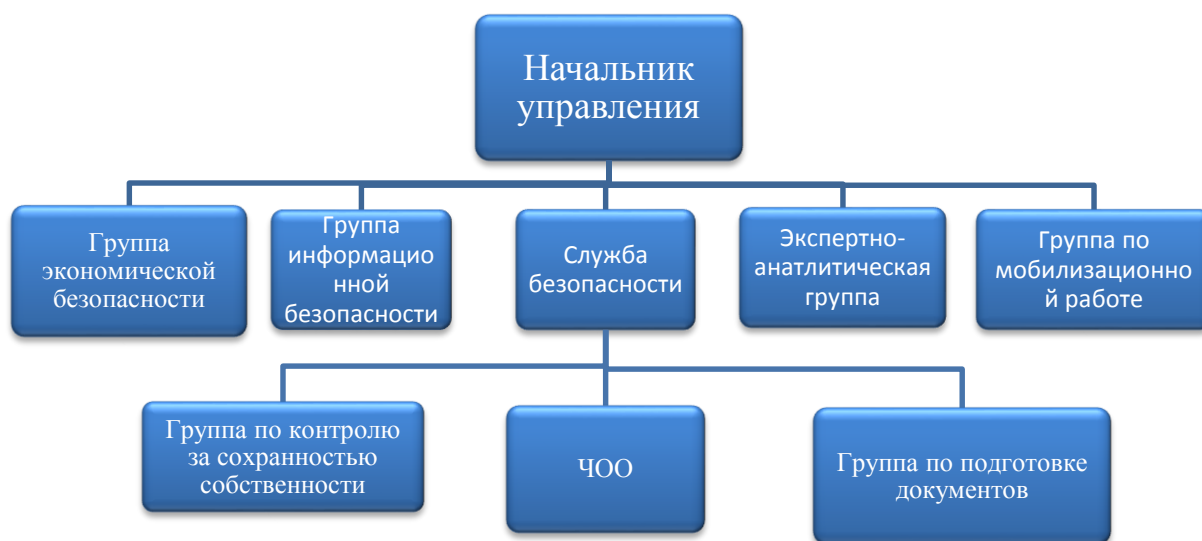 Начальник
управления
Группа
экономической
безопасности
Группа
информацио
нной
безопасности
Служба
безопасности
Экспертно-
анатлитическая
группа
Группа по
мобилизационно
й работе
Группа по контролю
за сохранностью
собственности
ЧОО
Группа по подготовке
документов